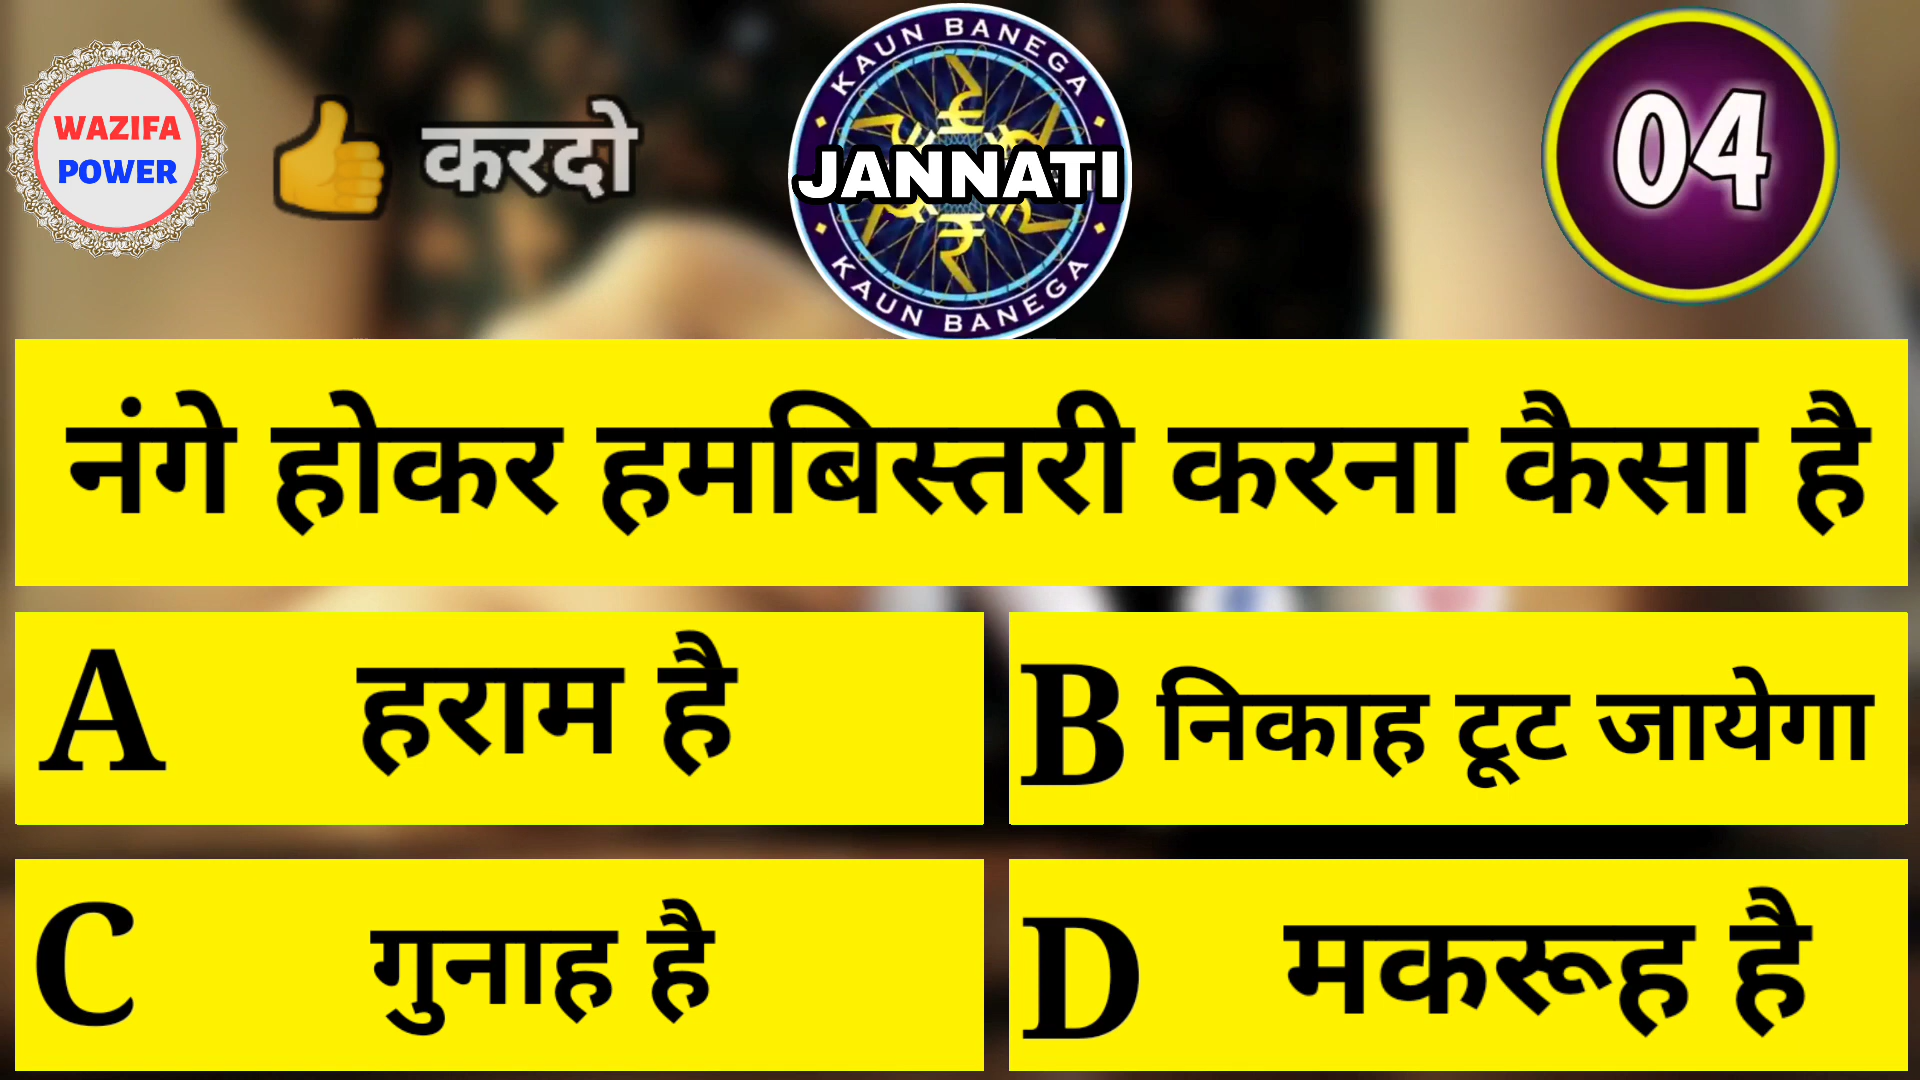 WAZIFA
POWER
करदो
KAUN BANEGA
JANNATI
KAUN BANEGA
04
नंगे होकर हमबिस्तरी करना कैसा है
A हराम है
B निकाह टूट जायेगा
C गुनाह है
D मकरूह है